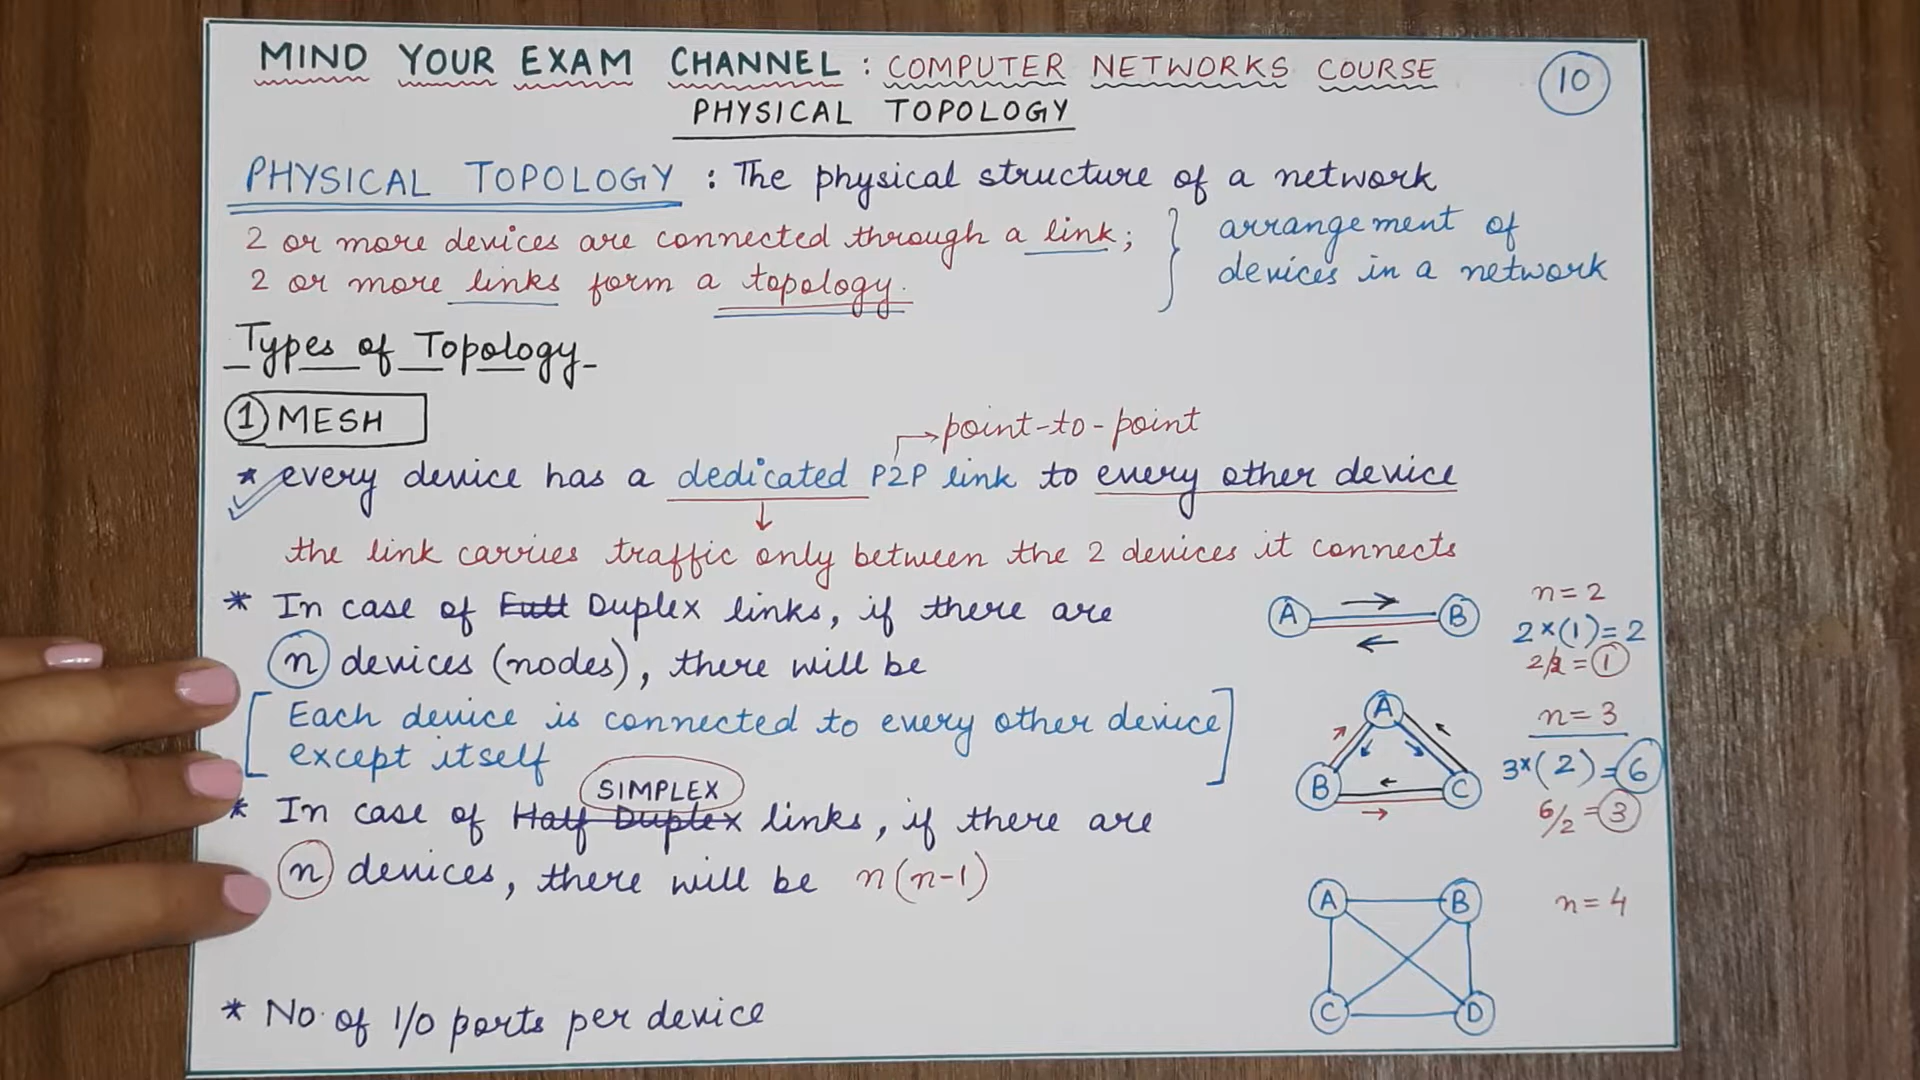 MIND YOUR EXAM CHANNEL : COMPUTER NETWORKS COURSE
10
PHYSICAL TOPOLOGY
PHYSICAL TOPOLOGY : The physical structure of a network
2 or more devices are connected through a link;
2 or more links form a topology.
arrangement of
devices in a network
Types of Topology
1 MESH
point-to-point
* every device has a dedicated P2P link to every other device
the link carries traffic only between the 2 devices it connects
* In case of Full Duplex links, if there are
n devices (nodes), there will be
Each device is connected to every other device
except itself
SIMPLEX
* In case of Half Duplex links, if there are
n devices, there will be n(n-1)
* No. of I/O ports per device
A B
n = 2
2*(1)=2
2/2 = 1
A
B C
n = 3
3*(2)=6
6/2 = 3
A B
C D
n = 4